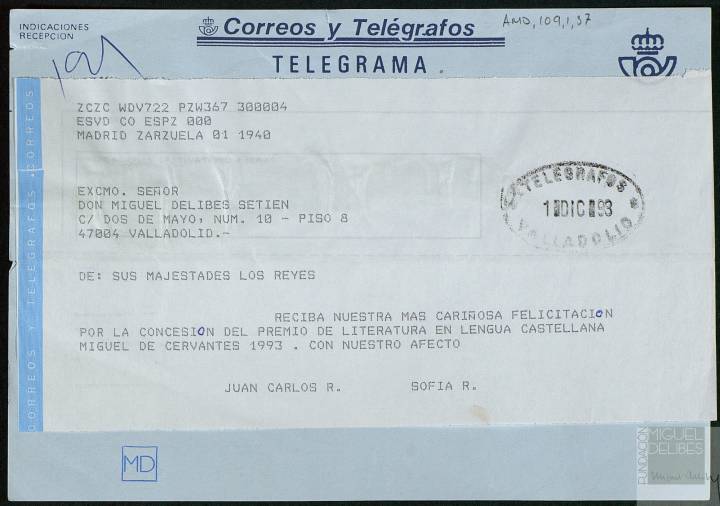 INDICACIONES
RECEPCION
Correos y Telégrafos
TELEGRAMA
AMD, 109, 1, 37
ZCZC WDV722 PZW367 300004
ESVD CO ESPZ 000
MADRID ZARZUELA 01 1940
EXCMO. SEÑOR
DON MIGUEL DELIBES SETIEN
C/ DOS DE MAYO, NUM. 10 - PISO 8
47004 VALLADOLID.-
TELEGRAFOS
1 DIC 93
VALLADOLID
DE: SUS MAJESTADES LOS REYES
RECIBA NUESTRA MAS CARIÑOSA FELICITACION
POR LA CONCESION DEL PREMIO DE LITERATURA EN LENGUA CASTELLANA
MIGUEL DE CERVANTES 1993 . CON NUESTRO AFECTO
JUAN CARLOS R. SOFIA R.
CORREOS Y TELEGRAFOS · CORREOS
MD
FUNDACIÓN
MIGUEL
DELIBES